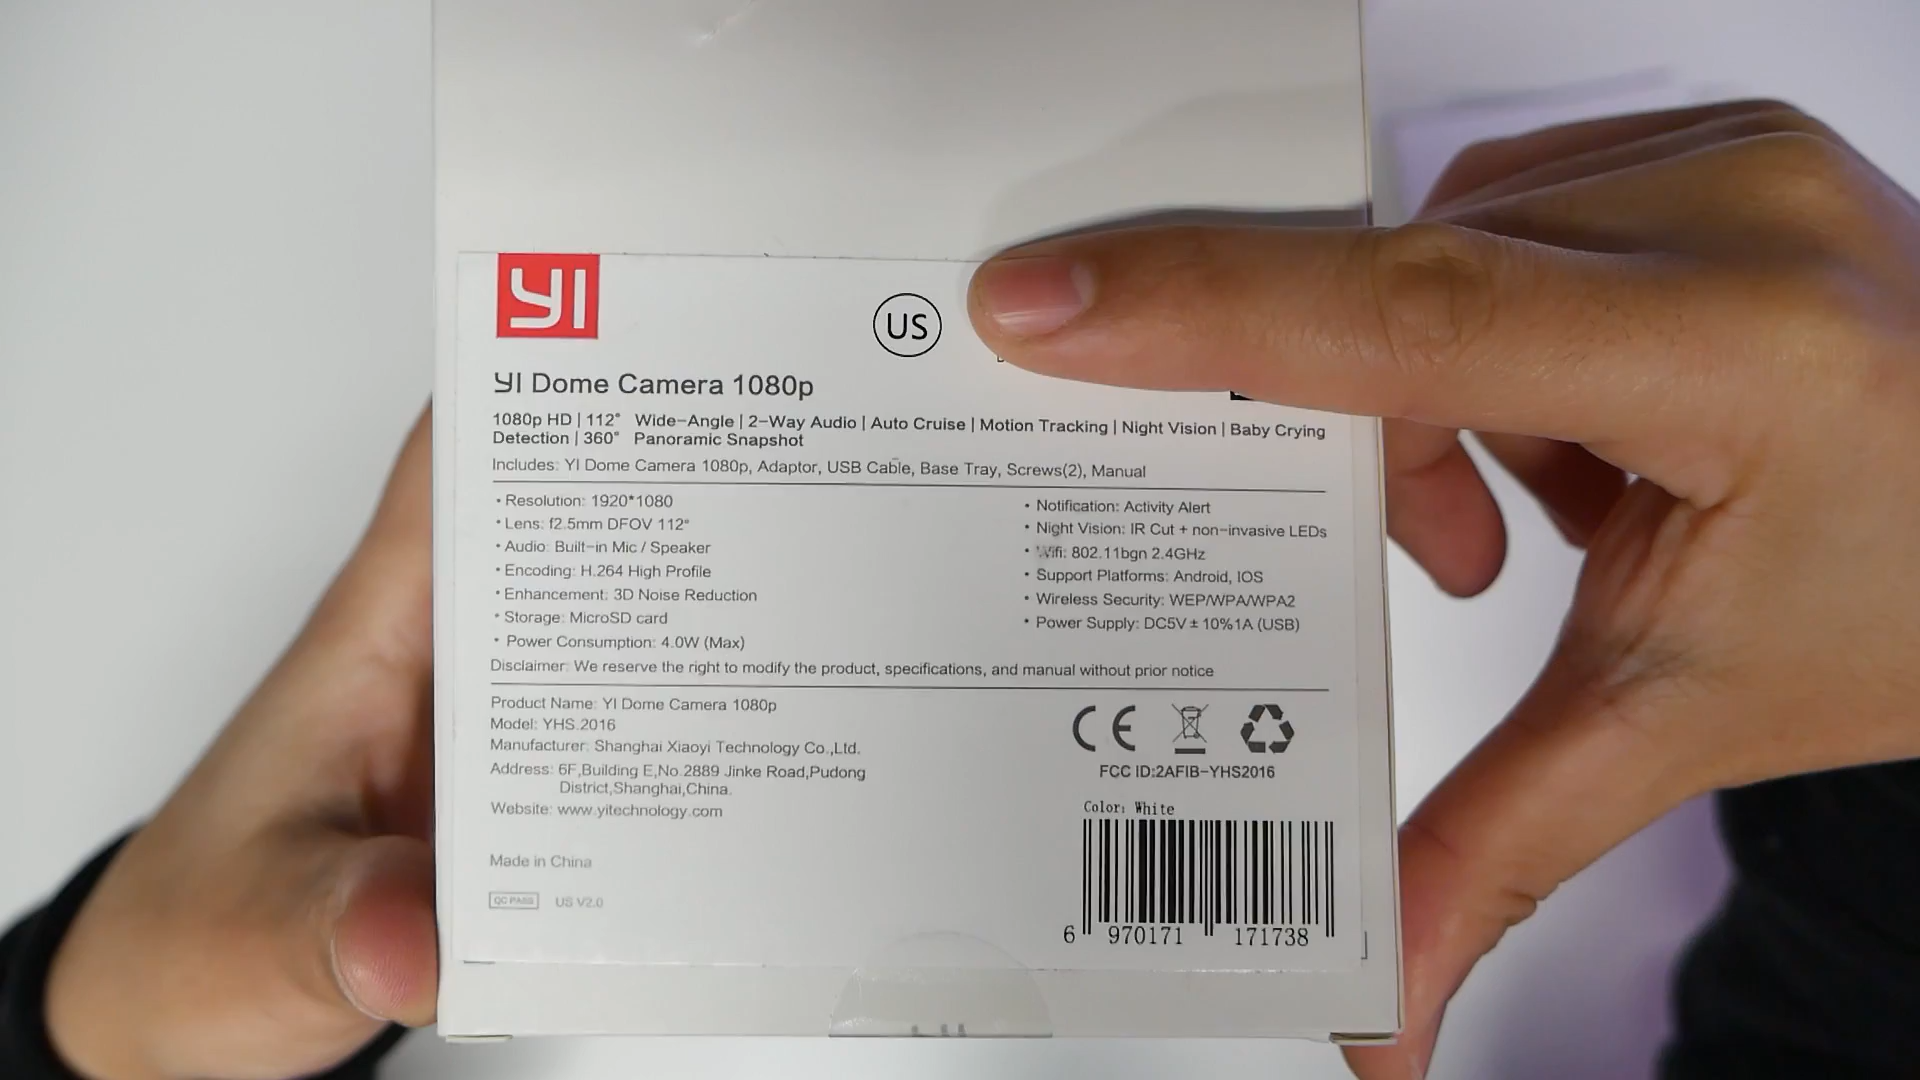 YI
US
YI Dome Camera 1080p
1080p HD | 112° Wide-Angle | 2-Way Audio | Auto Cruise | Motion Tracking | Night Vision | Baby Crying
Detection | 360° Panoramic Snapshot
Includes: YI Dome Camera 1080p, Adaptor, USB Cable, Base Tray, Screws(2), Manual
• Resolution: 1920*1080
• Lens: f2.5mm DFOV 112°
• Audio: Built-in Mic / Speaker
• Encoding: H.264 High Profile
• Enhancement: 3D Noise Reduction
• Storage: MicroSD card
• Power Consumption: 4.0W (Max)
• Notification: Activity Alert
• Night Vision: IR Cut + non-invasive LEDs
• Wifi: 802.11bgn 2.4GHz
• Support Platforms: Android, IOS
• Wireless Security: WEP/WPA/WPA2
• Power Supply: DC5V ± 10%1A (USB)
Disclaimer: We reserve the right to modify the product, specifications, and manual without prior notice
Product Name: YI Dome Camera 1080p
Model: YHS.2016
Manufacturer: Shanghai Xiaoyi Technology Co.,Ltd.
Address: 6F,Building E,No.2889 Jinke Road,Pudong
District,Shanghai,China.
Website: www.yitechnology.com
Made in China
QC PASS US V2.0
CE
FCC ID:2AFIB-YHS2016
Color: White
6 970171 171738